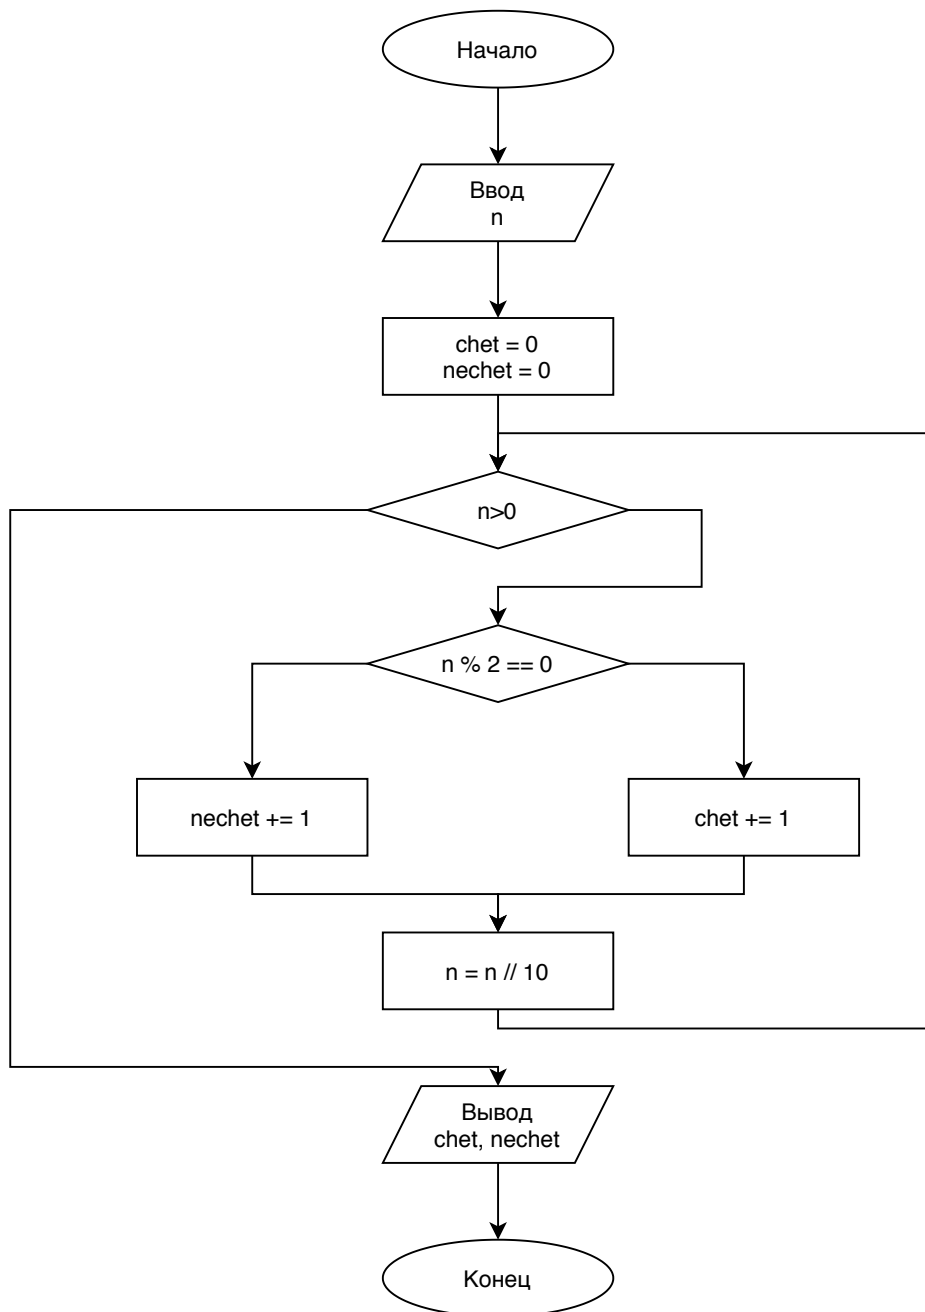 Начало
Ввод
n
chet = 0
nechet = 0
n>0
n % 2 == 0
nechet += 1
chet += 1
n = n // 10
Вывод
chet, nechet
Конец